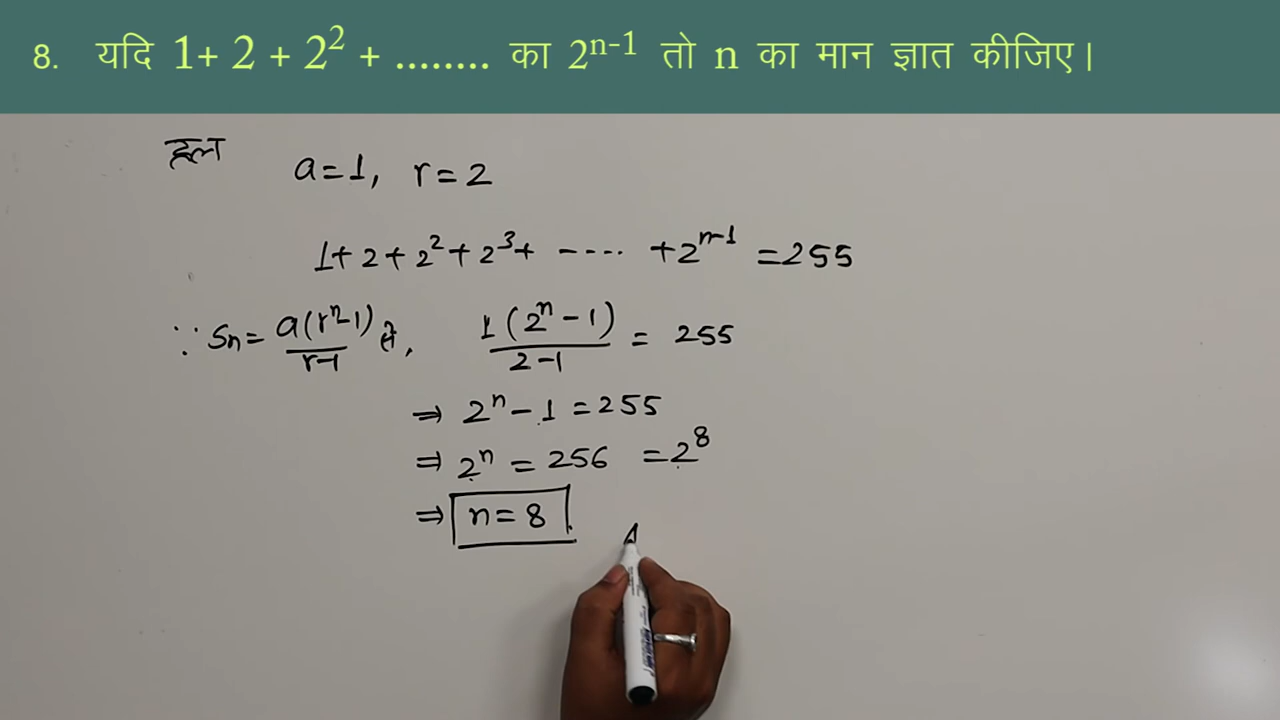 8. यदि 1+ 2 + 2² + ........ का 2ⁿ⁻¹ तो n का मान ज्ञात कीजिए।
हल a=1, r=2
1+2+2²+2³+ ---- +2ⁿ⁻¹ =255
∵ Sn= a(rⁿ-1)/r-1 से, 1(2ⁿ-1)/2-1 = 255
⇒ 2ⁿ-1=255
⇒ 2ⁿ = 256 =2⁸
⇒ n=8